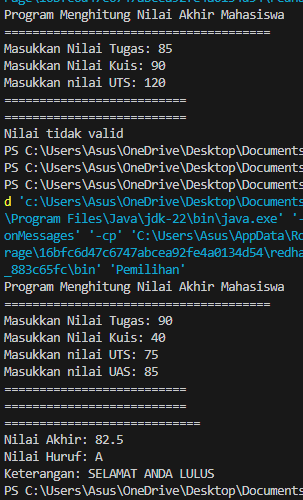 Program Menghitung Nilai Akhir Mahasiswa
=====================================
Masukkan Nilai Tugas: 85
Masukkan Nilai Kuis: 90
Masukkan nilai UTS: 120
=========================
=========================
Nilai tidak valid
PS C:\Users\Asus\OneDrive\Desktop\Documents
PS C:\Users\Asus\OneDrive\Desktop\Documents
PS C:\Users\Asus\OneDrive\Desktop\Documents
d 'c:\Users\Asus\OneDrive\Desktop\Documents
\Program Files\Java\jdk-22\bin\java.exe' '-
onMessages' '-cp' 'C:\Users\Asus\AppData\Ro
rage\16bfc6d47c6747abcea92fe4a0134d54\redha
_883c65fc\bin' 'Pemilihan'
Program Menghitung Nilai Akhir Mahasiswa
=====================================
Masukkan Nilai Tugas: 90
Masukkan Nilai Kuis: 40
Masukkan nilai UTS: 75
Masukkan nilai UAS: 85
=========================
=========================
===========================
Nilai Akhir: 82.5
Nilai Huruf: A
Keterangan: SELAMAT ANDA LULUS
PS C:\Users\Asus\OneDrive\Desktop\Documents